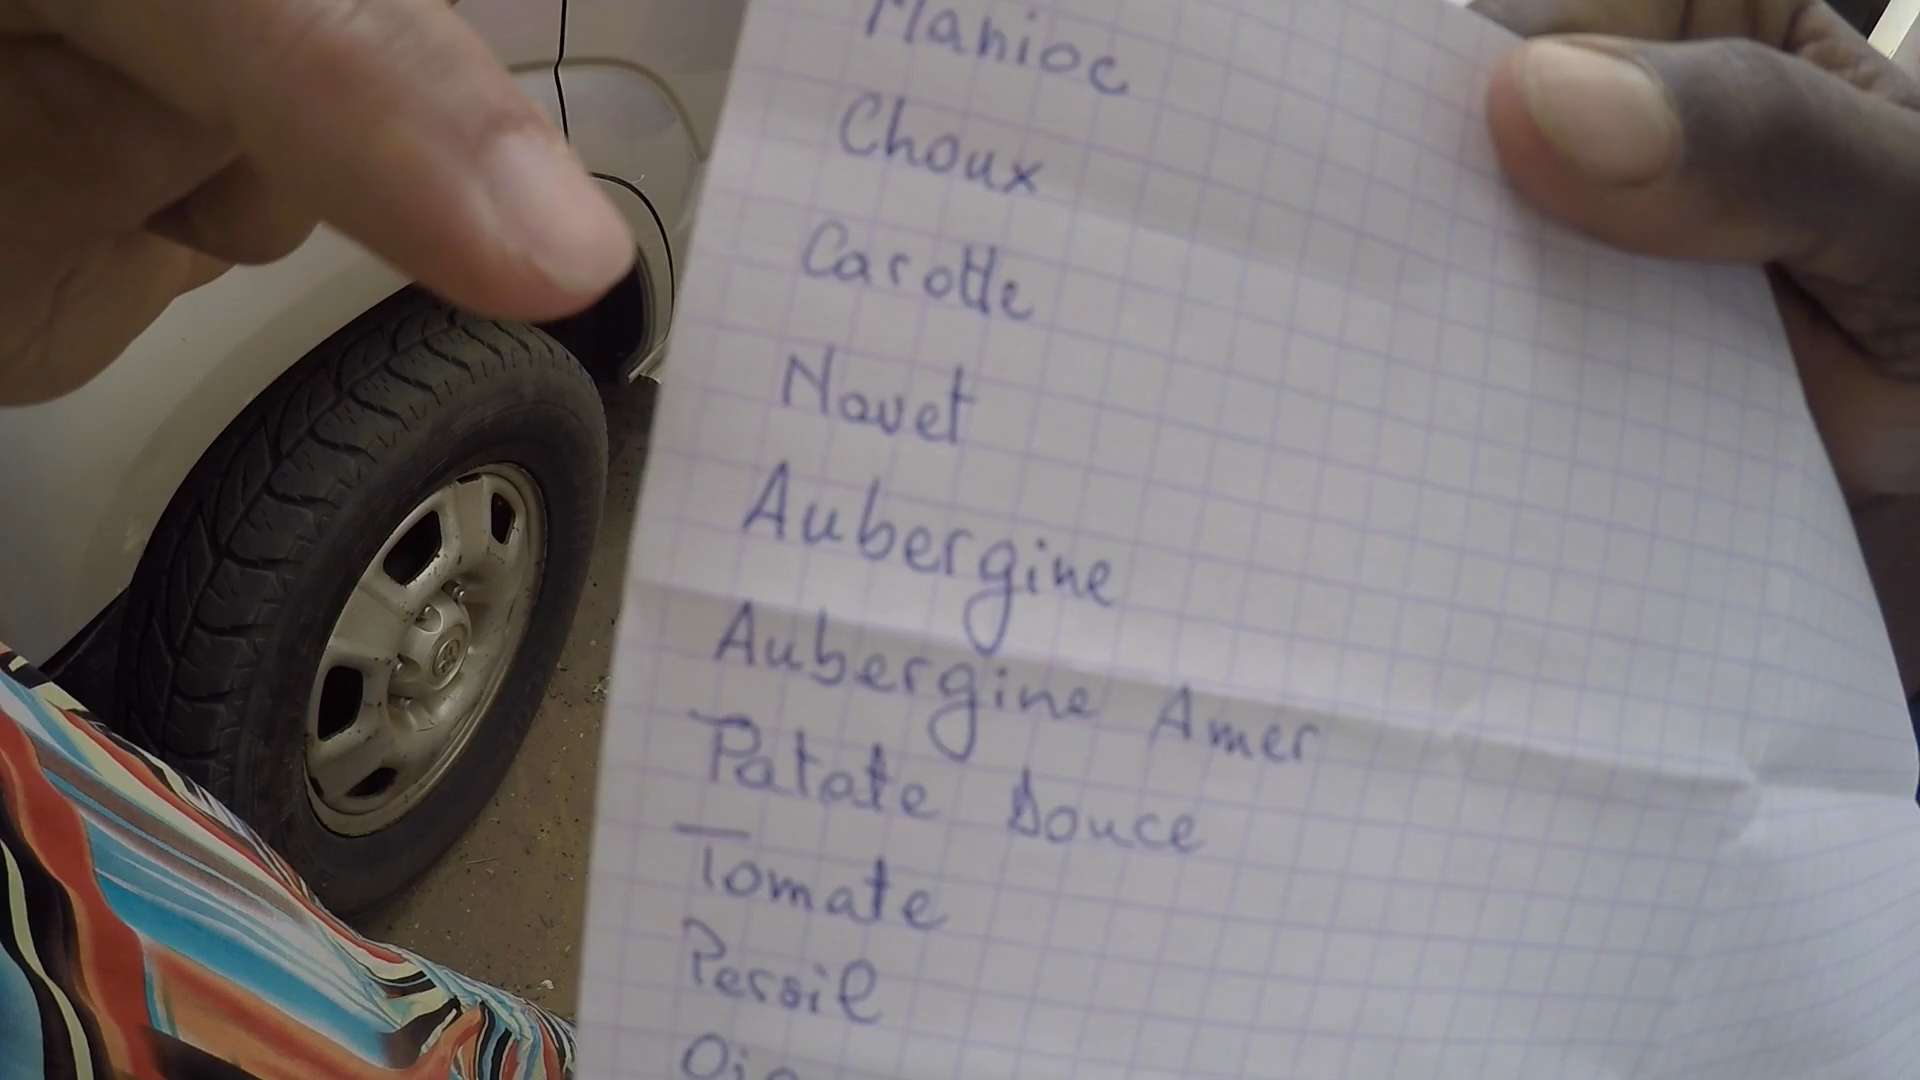 Manioc
Choux
Carotte
Navet
Aubergine
Aubergine Amer
Patate Douce
Tomate
Persil